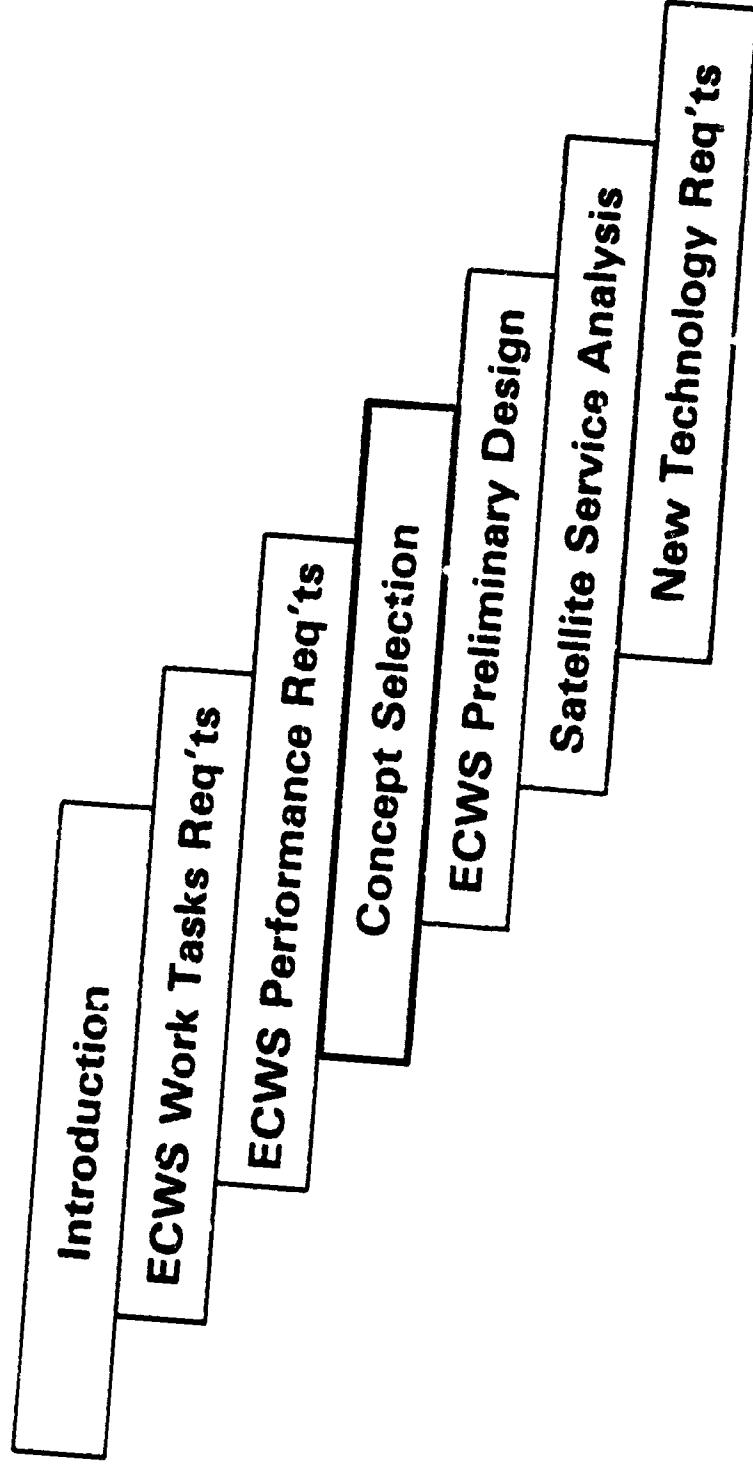 Introduction
ECWS Work Tasks Req'ts
ECWS Performance Req'ts
Concept Selection
ECWS Preliminary Design
Satellite Service Analysis
New Technology Req'ts